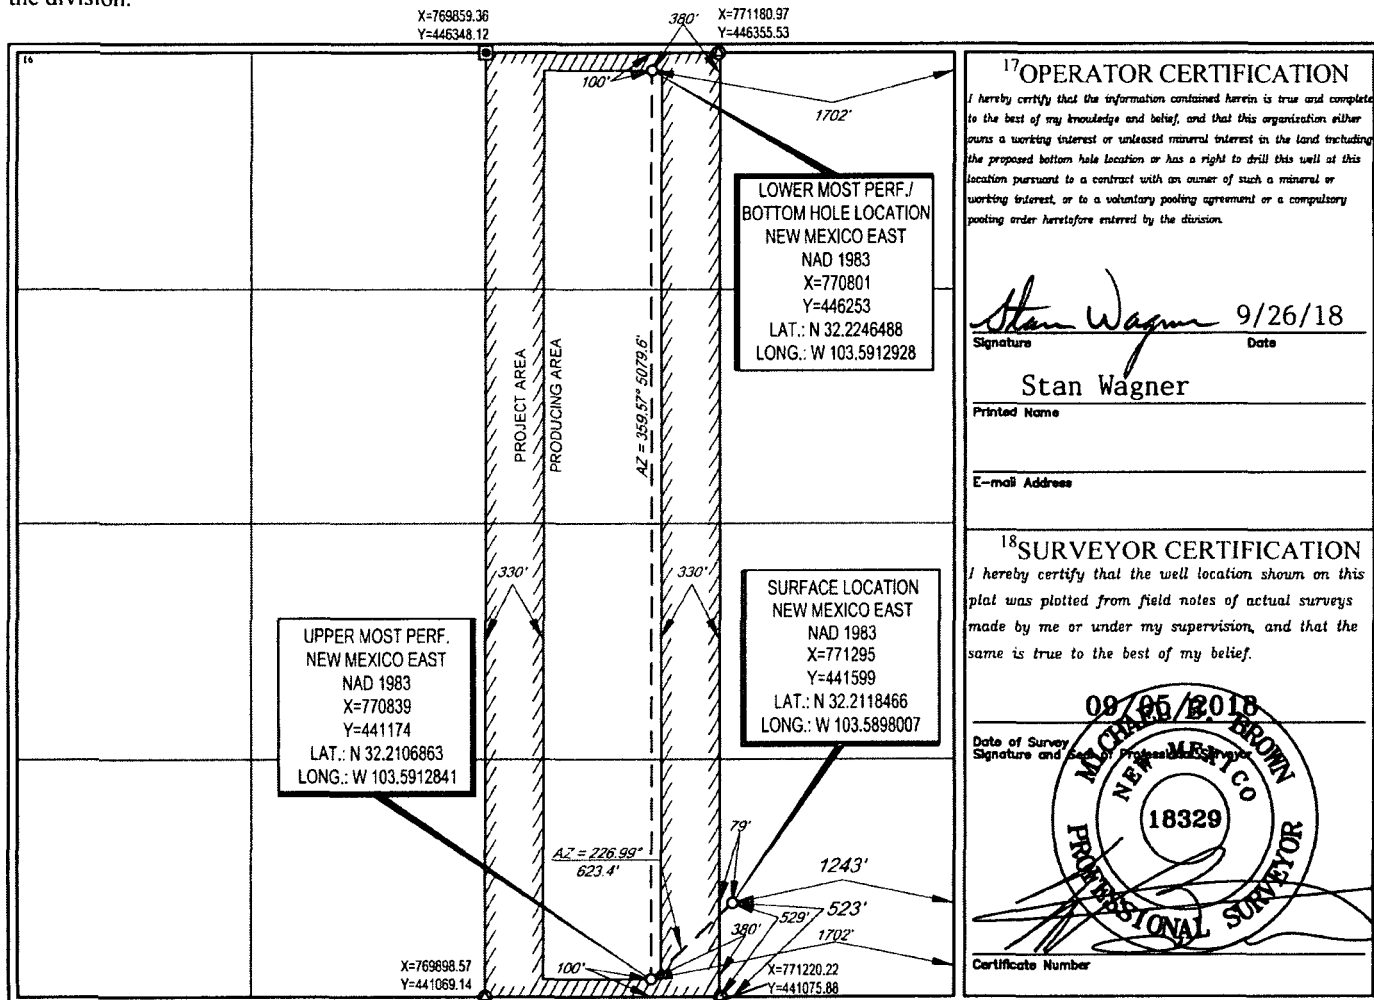 the division.
X=769859.36
Y=446348.12
380'
X=771180.97
Y=446355.53
16
100'
1702'
LOWER MOST PERF./
BOTTOM HOLE LOCATION
NEW MEXICO EAST
NAD 1983
X=770801
Y=446253
LAT.: N 32.2246488
LONG.: W 103.5912928
PROJECT AREA
PRODUCING AREA
AZ = 359.57° 5079.6'
330'
330'
UPPER MOST PERF.
NEW MEXICO EAST
NAD 1983
X=770839
Y=441174
LAT.: N 32.2106863
LONG.: W 103.5912841
SURFACE LOCATION
NEW MEXICO EAST
NAD 1983
X=771295
Y=441599
LAT.: N 32.2118466
LONG.: W 103.5898007
AZ = 226.99°
623.4'
79'
1243'
523'
529'
380'
1702'
100'
X=769898.57
Y=441069.14
X=771220.22
Y=441075.88
17OPERATOR CERTIFICATION
I hereby certify that the information contained herein is true and complete
to the best of my knowledge and belief, and that this organization either
owns a working interest or unleased mineral interest in the land including
the proposed bottom hole location or has a right to drill this well at this
location pursuant to a contract with an owner of such a mineral or
working interest, or to a voluntary pooling agreement or a compulsory
pooling order heretofore entered by the division.
Stan Wagner 9/26/18
Signature Date
Stan Wagner
Printed Name
E-mail Address
18SURVEYOR CERTIFICATION
I hereby certify that the well location shown on this
plat was plotted from field notes of actual surveys
made by me or under my supervision, and that the
same is true to the best of my belief.
09/05/2018
Date of Survey
Signature and Seal of Professional Surveyor
MICHAEL B. BROWN
NEW MEXICO
18329
PROFESSIONAL SURVEYOR
Certificate Number